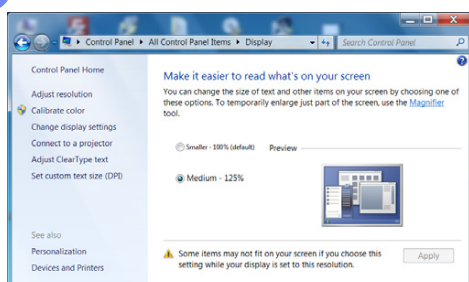 Control Panel ▸ All Control Panel Items ▸ Display
Search Control Panel
Control Panel Home
Adjust resolution
Calibrate color
Change display settings
Connect to a projector
Adjust ClearType text
Set custom text size (DPI)
See also
Personalization
Devices and Printers
Make it easier to read what's on your screen
You can change the size of text and other items on your screen by choosing one of
these options. To temporarily enlarge just part of the screen, use the Magnifier
tool.
Smaller - 100% (default)
Preview
Medium - 125%
Some items may not fit on your screen if you choose this
setting while your display is set to this resolution.
Apply